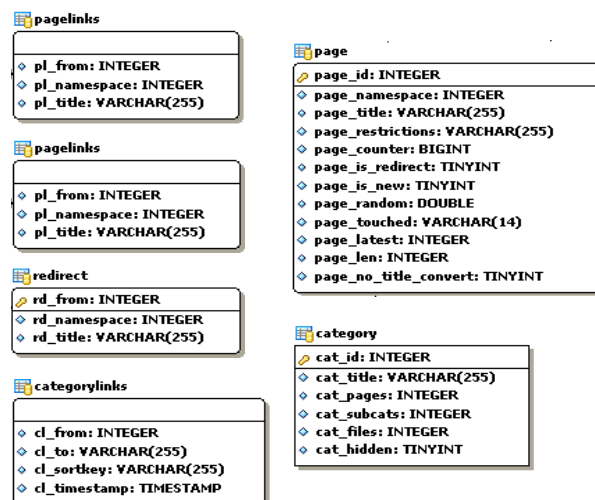 pagelinks
pl_from: INTEGER
pl_namespace: INTEGER
pl_title: VARCHAR(255)
pagelinks
pl_from: INTEGER
pl_namespace: INTEGER
pl_title: VARCHAR(255)
redirect
rd_from: INTEGER
rd_namespace: INTEGER
rd_title: VARCHAR(255)
categorylinks
cl_from: INTEGER
cl_to: VARCHAR(255)
cl_sortkey: VARCHAR(255)
cl_timestamp: TIMESTAMP
page
page_id: INTEGER
page_namespace: INTEGER
page_title: VARCHAR(255)
page_restrictions: VARCHAR(255)
page_counter: BIGINT
page_is_redirect: TINYINT
page_is_new: TINYINT
page_random: DOUBLE
page_touched: VARCHAR(14)
page_latest: INTEGER
page_len: INTEGER
page_no_title_convert: TINYINT
category
cat_id: INTEGER
cat_title: VARCHAR(255)
cat_pages: INTEGER
cat_subcats: INTEGER
cat_files: INTEGER
cat_hidden: TINYINT